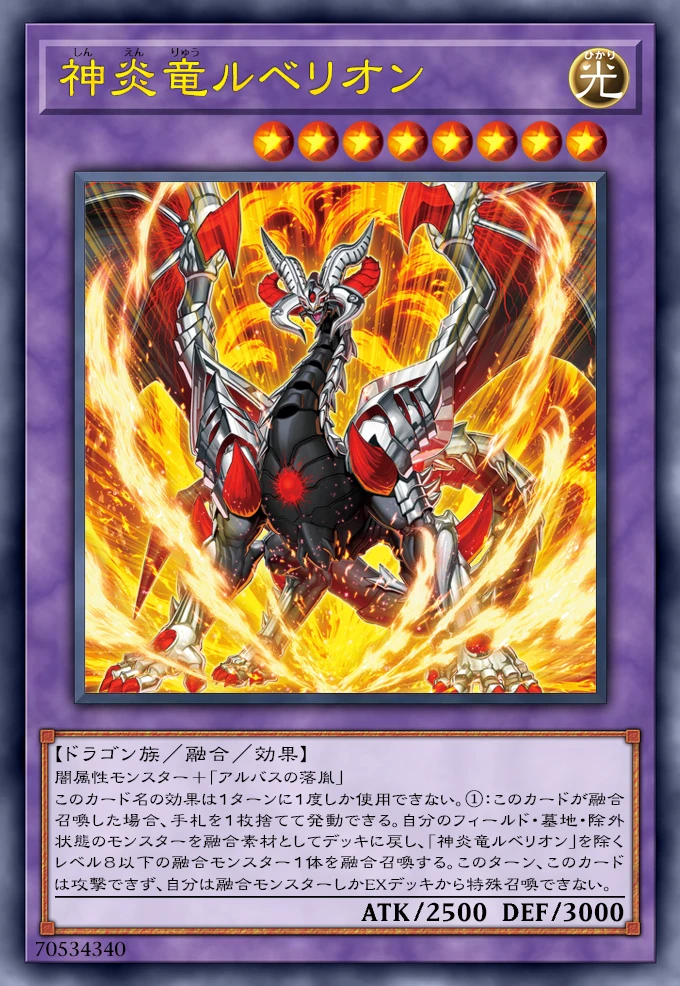 しん えん りゅう
神炎竜ルベリオン
ひかり
光
【ドラゴン族／融合／効果】
闇属性モンスター＋「アルバスの落胤」
このカード名の効果は１ターンに１度しか使用できない。①：このカードが融合
召喚した場合、手札を１枚捨てて発動できる。自分のフィールド・墓地・除外
状態のモンスターを融合素材としてデッキに戻し、「神炎竜ルベリオン」を除く
レベル８以下の融合モンスター１体を融合召喚する。このターン、このカード
は攻撃できず、自分は融合モンスターしかEXデッキから特殊召喚できない。
ATK/2500 DEF/3000
70534340